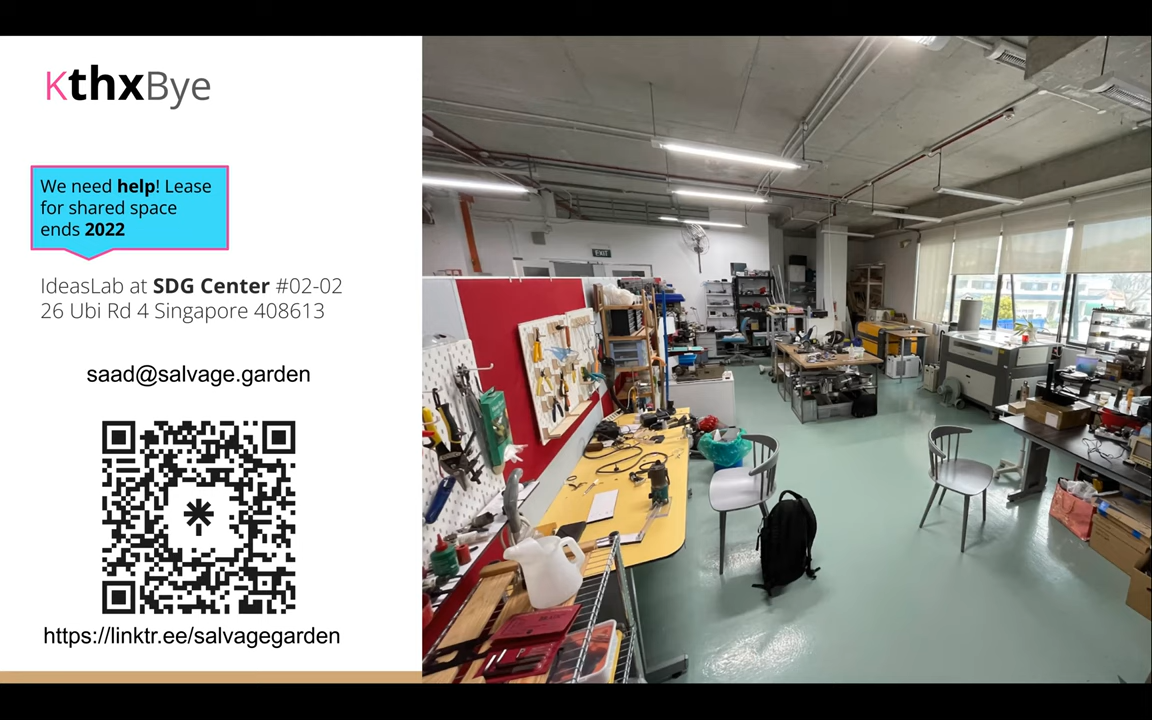 KthxBye
We need help! Lease
for shared space
ends 2022
IdeasLab at SDG Center #02-02
26 Ubi Rd 4 Singapore 408613
saad@salvage.garden
https://linktr.ee/salvagegarden
EXIT